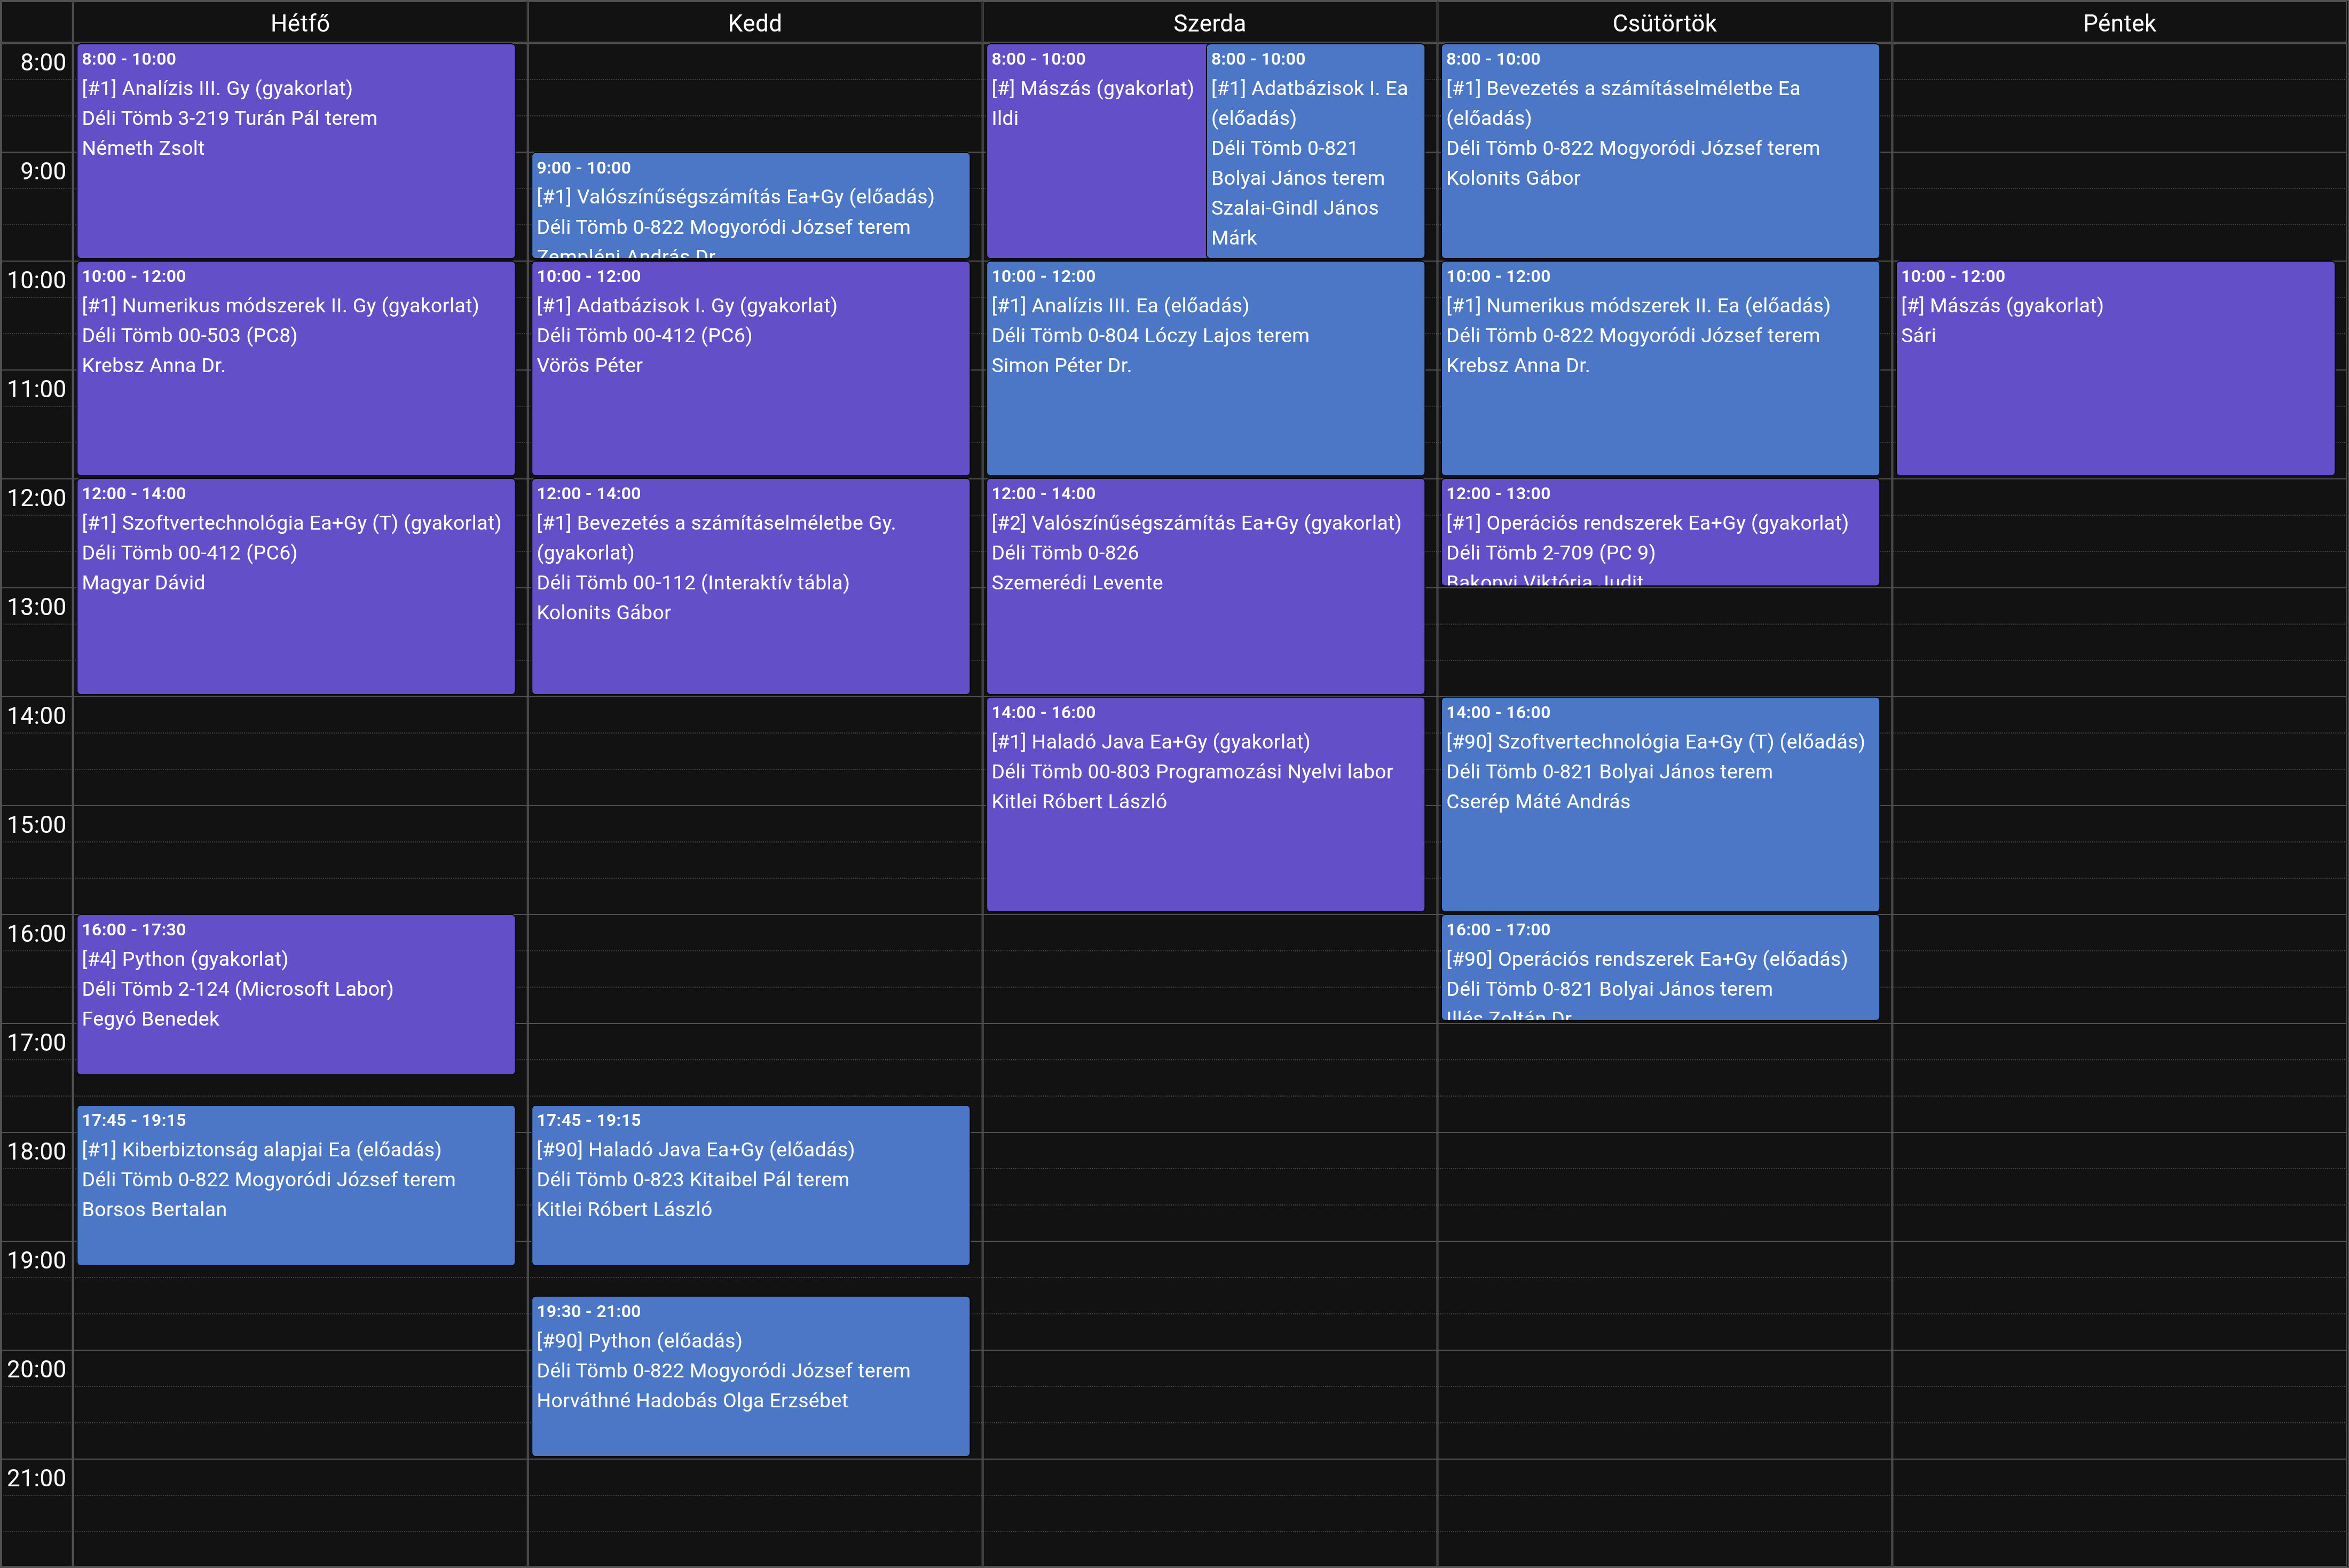 Hétfő
Kedd
Szerda
Csütörtök
Péntek
8:00
9:00
10:00
11:00
12:00
13:00
14:00
15:00
16:00
17:00
18:00
19:00
20:00
21:00
8:00 - 10:00
[#1] Analízis III. Gy (gyakorlat)
Déli Tömb 3-219 Turán Pál terem
Németh Zsolt
10:00 - 12:00
[#1] Numerikus módszerek II. Gy (gyakorlat)
Déli Tömb 00-503 (PC8)
Krebsz Anna Dr.
12:00 - 14:00
[#1] Szoftvertechnológia Ea+Gy (T) (gyakorlat)
Déli Tömb 00-412 (PC6)
Magyar Dávid
16:00 - 17:30
[#4] Python (gyakorlat)
Déli Tömb 2-124 (Microsoft Labor)
Fegyó Benedek
17:45 - 19:15
[#1] Kiberbiztonság alapjai Ea (előadás)
Déli Tömb 0-822 Mogyoródi József terem
Borsos Bertalan
9:00 - 10:00
[#1] Valószínűségszámítás Ea+Gy (előadás)
Déli Tömb 0-822 Mogyoródi József terem
Zempléni András Dr.
10:00 - 12:00
[#1] Adatbázisok I. Gy (gyakorlat)
Déli Tömb 00-412 (PC6)
Vörös Péter
12:00 - 14:00
[#1] Bevezetés a számításelméletbe Gy.
(gyakorlat)
Déli Tömb 00-112 (Interaktív tábla)
Kolonits Gábor
17:45 - 19:15
[#90] Haladó Java Ea+Gy (előadás)
Déli Tömb 0-823 Kitaibel Pál terem
Kitlei Róbert László
19:30 - 21:00
[#90] Python (előadás)
Déli Tömb 0-822 Mogyoródi József terem
Horváthné Hadobás Olga Erzsébet
8:00 - 10:00
[#] Mászás (gyakorlat)
Ildi
8:00 - 10:00
[#1] Adatbázisok I. Ea
(előadás)
Déli Tömb 0-821
Bolyai János terem
Szalai-Gindl János
Márk
10:00 - 12:00
[#1] Analízis III. Ea (előadás)
Déli Tömb 0-804 Lóczy Lajos terem
Simon Péter Dr.
12:00 - 14:00
[#2] Valószínűségszámítás Ea+Gy (gyakorlat)
Déli Tömb 0-826
Szemerédi Levente
14:00 - 16:00
[#1] Haladó Java Ea+Gy (gyakorlat)
Déli Tömb 00-803 Programozási Nyelvi labor
Kitlei Róbert László
8:00 - 10:00
[#1] Bevezetés a számításelméletbe Ea
(előadás)
Déli Tömb 0-822 Mogyoródi József terem
Kolonits Gábor
10:00 - 12:00
[#1] Numerikus módszerek II. Ea (előadás)
Déli Tömb 0-822 Mogyoródi József terem
Krebsz Anna Dr.
12:00 - 13:00
[#1] Operációs rendszerek Ea+Gy (gyakorlat)
Déli Tömb 2-709 (PC 9)
Bakonyi Viktória Judit
14:00 - 16:00
[#90] Szoftvertechnológia Ea+Gy (T) (előadás)
Déli Tömb 0-821 Bolyai János terem
Cserép Máté András
16:00 - 17:00
[#90] Operációs rendszerek Ea+Gy (előadás)
Déli Tömb 0-821 Bolyai János terem
Illés Zoltán Dr.
10:00 - 12:00
[#] Mászás (gyakorlat)
Sári